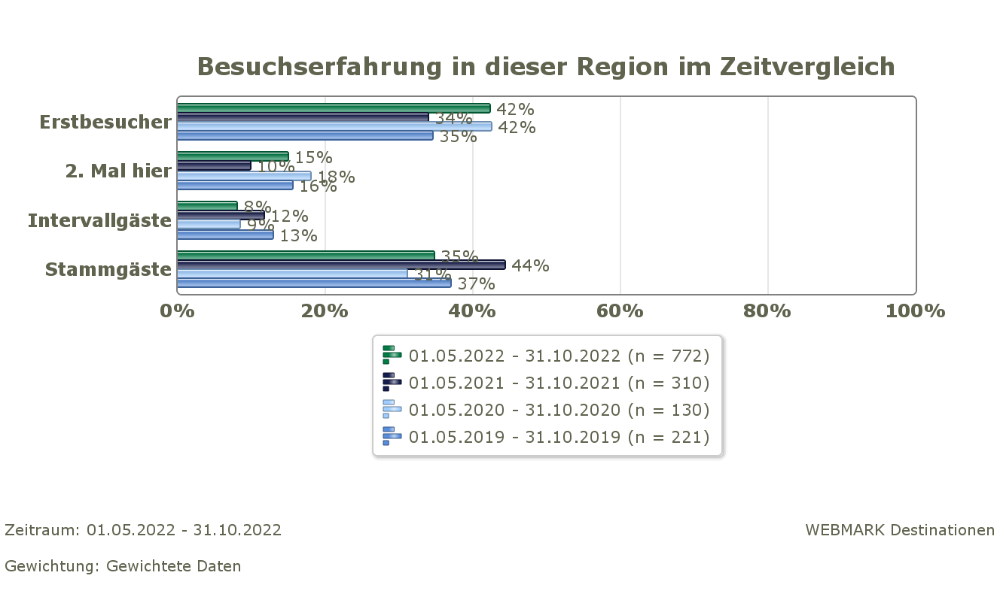 Besuchserfahrung in dieser Region im Zeitvergleich
Erstbesucher
42%
34%
42%
35%
2. Mal hier
15%
10%
18%
16%
Intervallgäste
8%
12%
9%
13%
Stammgäste
35%
44%
31%
37%
0% 20% 40% 60% 80% 100%
01.05.2022 - 31.10.2022 (n = 772)
01.05.2021 - 31.10.2021 (n = 310)
01.05.2020 - 31.10.2020 (n = 130)
01.05.2019 - 31.10.2019 (n = 221)
Zeitraum: 01.05.2022 - 31.10.2022
WEBMARK Destinationen
Gewichtung: Gewichtete Daten